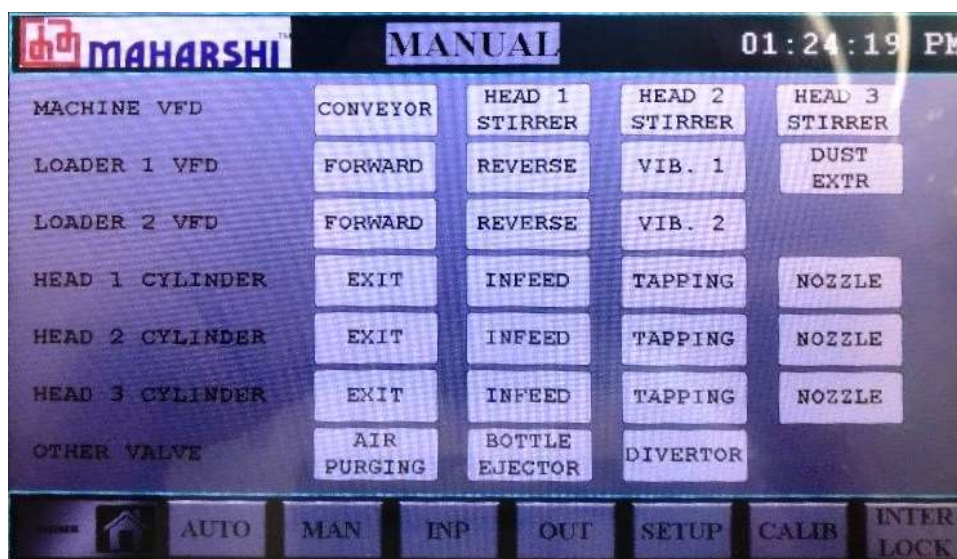 MAHARSHI™ MANUAL 01:24:19 PM
MACHINE VFD CONVEYOR HEAD 1 STIRRER HEAD 2 STIRRER HEAD 3 STIRRER
LOADER 1 VFD FORWARD REVERSE VIB. 1 DUST EXTR
LOADER 2 VFD FORWARD REVERSE VIB. 2
HEAD 1 CYLINDER EXIT INFEED TAPPING NOZZLE
HEAD 2 CYLINDER EXIT INFEED TAPPING NOZZLE
HEAD 3 CYLINDER EXIT INFEED TAPPING NOZZLE
OTHER VALVE AIR PURGING BOTTLE EJECTOR DIVERTOR
HOME AUTO MAN INP OUT SETUP CALIB INTER LOCK